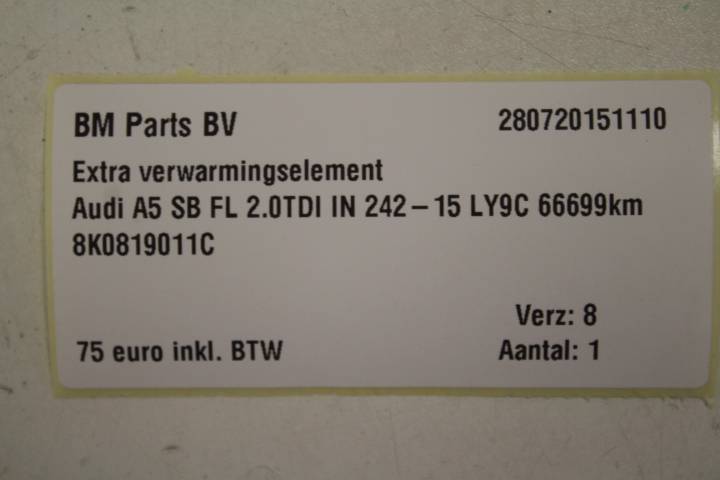 BM Parts BV 280720151110
Extra verwarmingselement
Audi A5 SB FL 2.0TDI IN 242-15 LY9C 66699km
8K0819011C
Verz: 8
75 euro inkl. BTW Aantal: 1